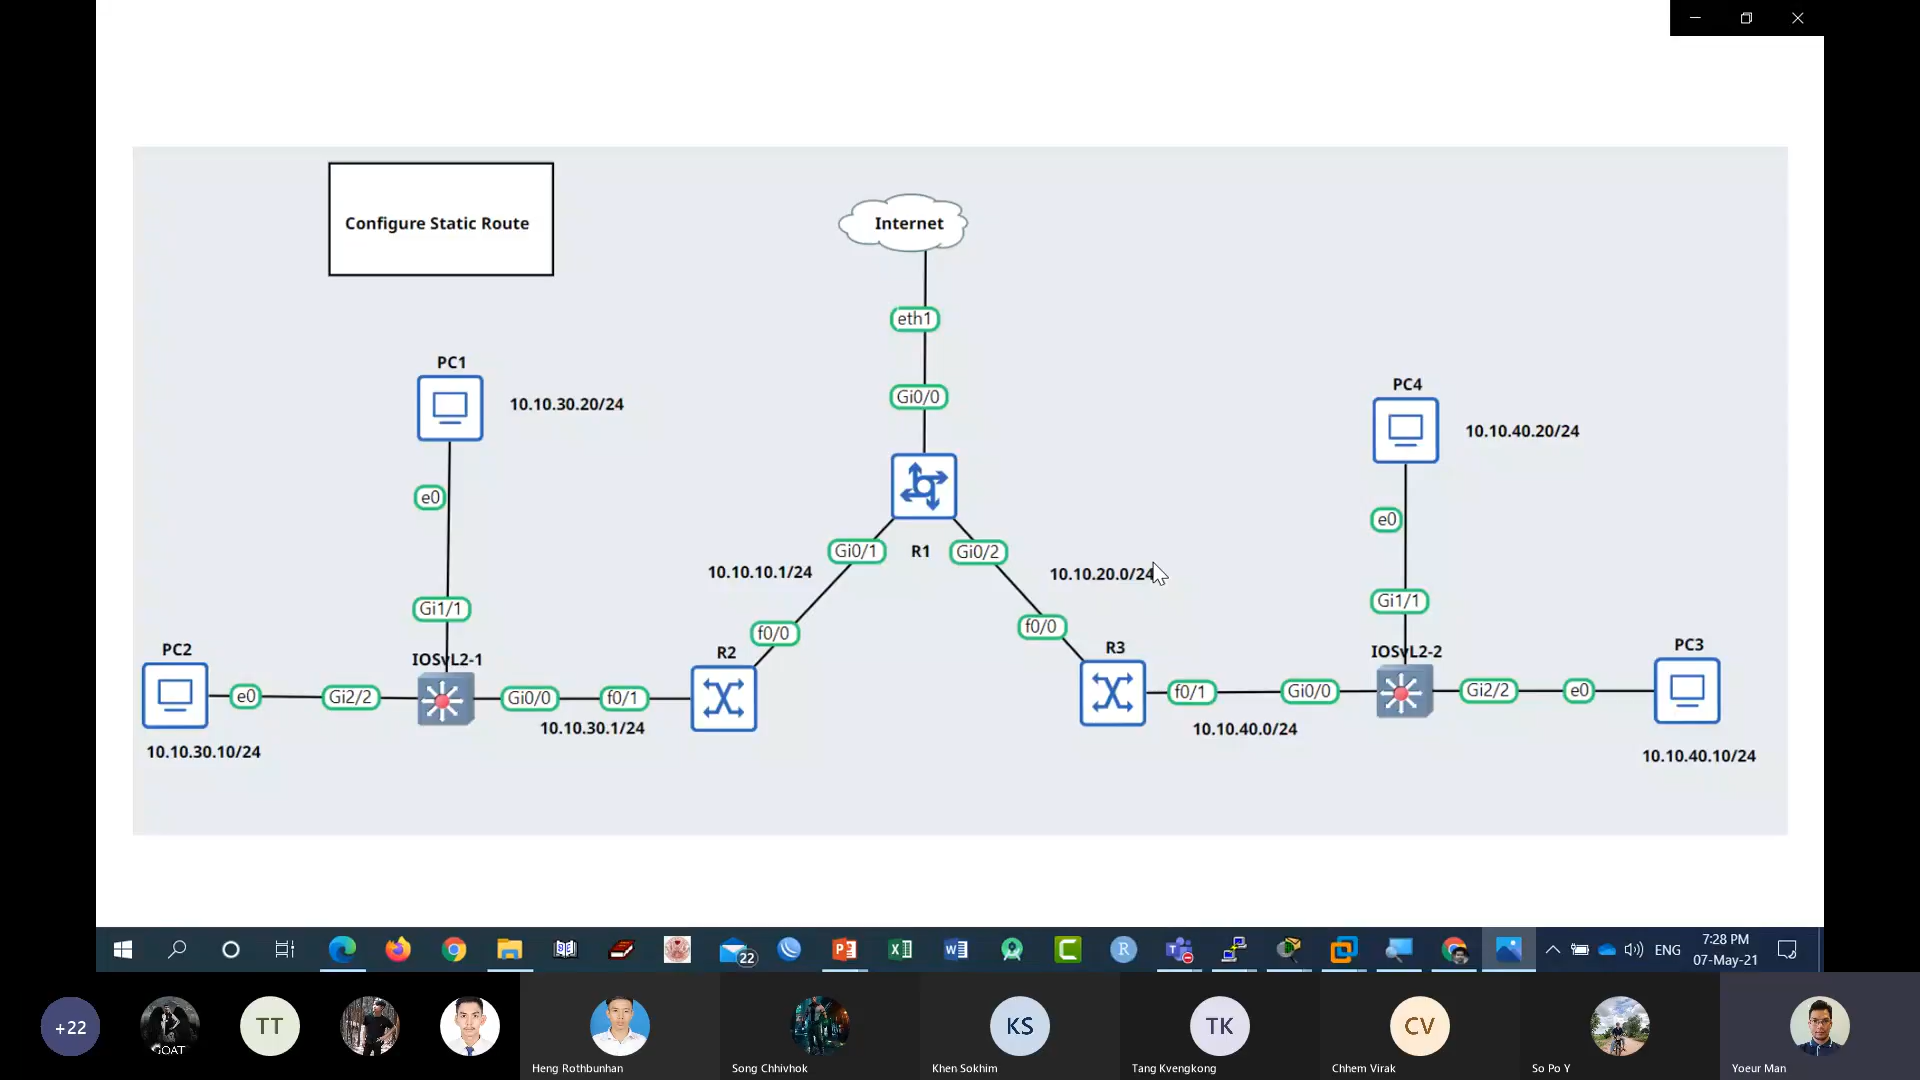 Configure Static Route
Internet
eth1
Gi0/0
PC1
10.10.30.20/24
PC4
10.10.40.20/24
e0
e0
Gi0/1
R1
Gi0/2
10.10.10.1/24
10.10.20.0/24
Gi1/1
Gi1/1
f0/0
f0/0
PC2
IOSvL2-1
R2
R3
IOSvL2-2
PC3
e0
Gi2/2
Gi0/0
f0/1
f0/1
Gi0/0
Gi2/2
e0
10.10.30.1/24
10.10.40.0/24
10.10.30.10/24
10.10.40.10/24
22
ENG
7:28 PM
07-May-21
+22
GOAT
TT
KS
TK
CV
Heng Rothbunhan
Song Chhivhok
Khen Sokhim
Tang Kvengkong
Chhem Virak
So Po Y
Yoeur Man